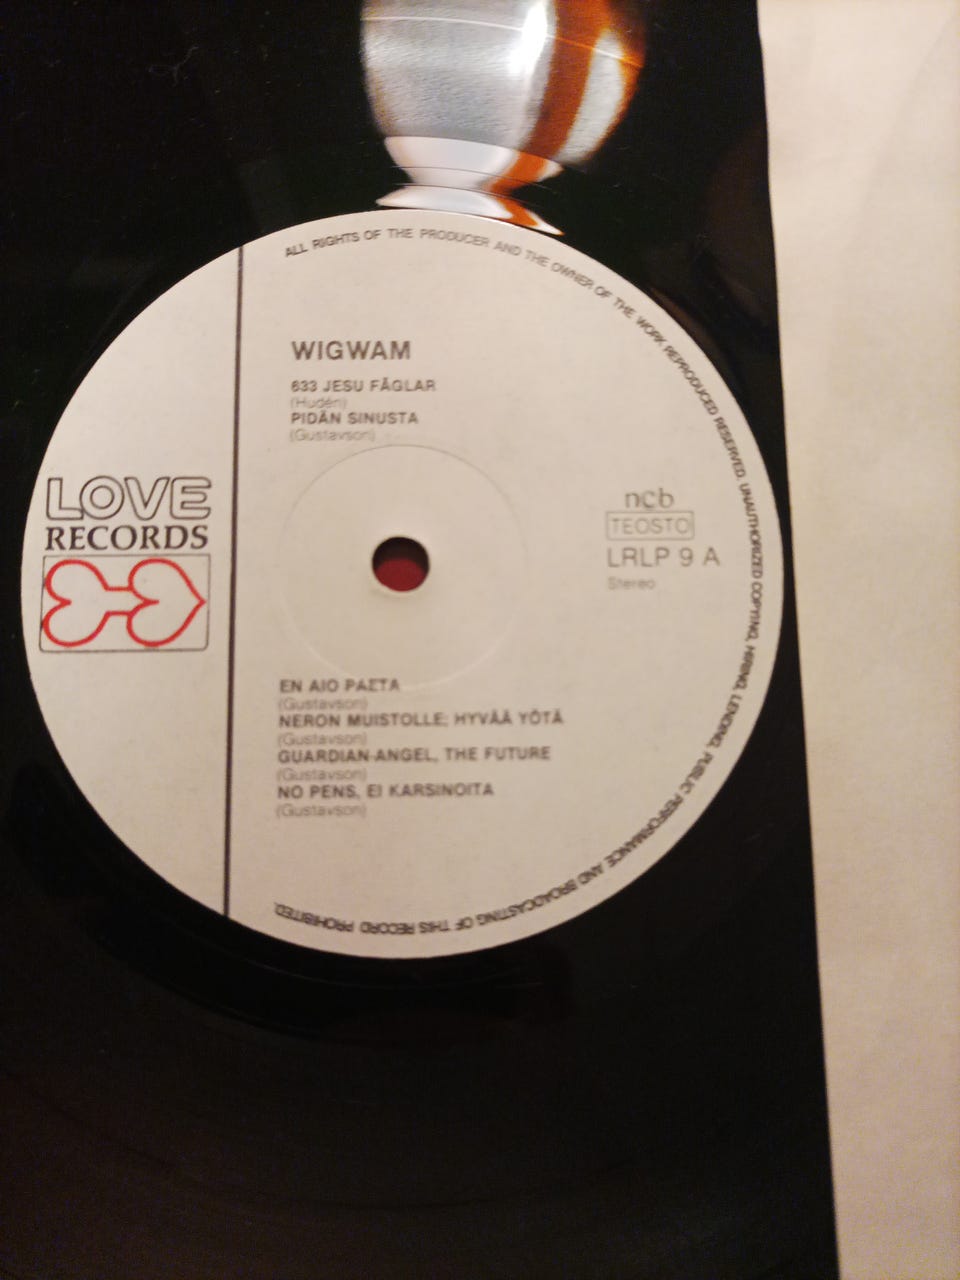 ALL RIGHTS OF THE PRODUCER AND THE OWNER OF THE WORK REPRODUCED RESERVED. UNAUTHORIZED COPYING, HIRING, LENDING, PUBLIC PERFORMANCE AND BROADCASTING OF THIS RECORD PROHIBITED.
WIGWAM
633 JESU FÅGLAR
(Hudén)
PIDÄN SINUSTA
(Gustavson)
LOVE
RECORDS
ncb
TEOSTO
LRLP 9 A
Stereo
EN AIO PAETA
(Gustavson)
NERON MUISTOLLE; HYVÄÄ YÖTÄ
(Gustavson)
GUARDIAN-ANGEL, THE FUTURE
(Gustavson)
NO PENS, EI KARSINOITA
(Gustavson)